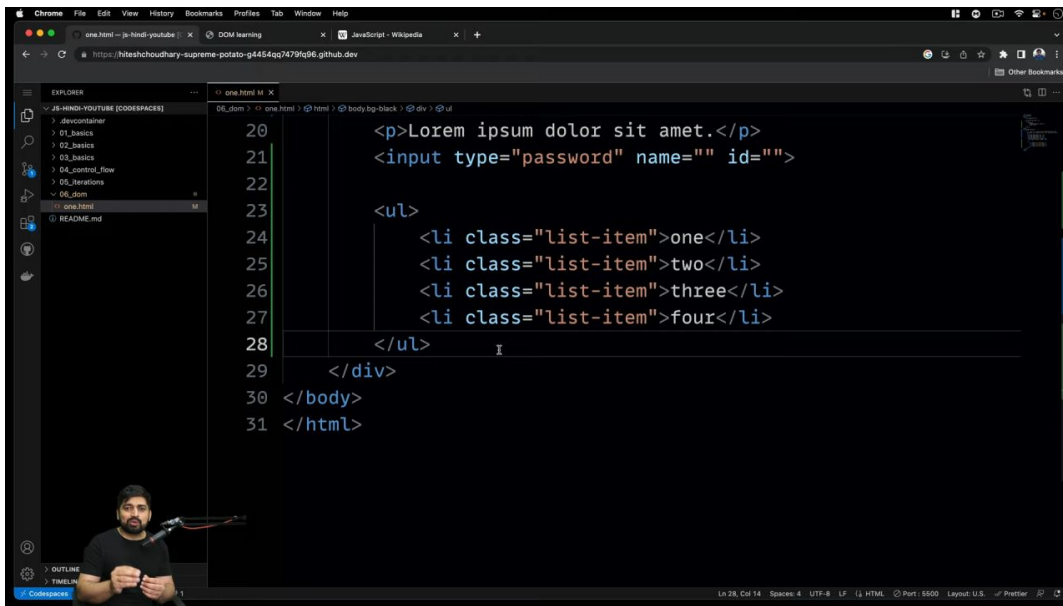 Chrome File Edit View History Bookmarks Profiles Tab Window Help
one.html — js-hindi-youtube [ DOM learning JavaScript - Wikipedia
https://hiteshchoudhary-supreme-potato-g4454qq7479fq96.github.dev
Other Bookmarks
EXPLORER
one.html M
JS-HINDI-YOUTUBE [CODESPACES]
06_dom > one.html > html > body.bg-black > div > ul
.devcontainer
01_basics
02_basics
03_basics
04_control_flow
05_iterations
06_dom
one.html M
README.md
20 <p>Lorem ipsum dolor sit amet.</p>
21 <input type="password" name="" id="">
22
23 <ul>
24 <li class="list-item">one</li>
25 <li class="list-item">two</li>
26 <li class="list-item">three</li>
27 <li class="list-item">four</li>
28 </ul>
29 </div>
30 </body>
31 </html>
OUTLINE
TIMELIN
Codespaces 1 Ln 28, Col 14 Spaces: 4 UTF-8 LF HTML Port : 5500 Layout: U.S. Prettier